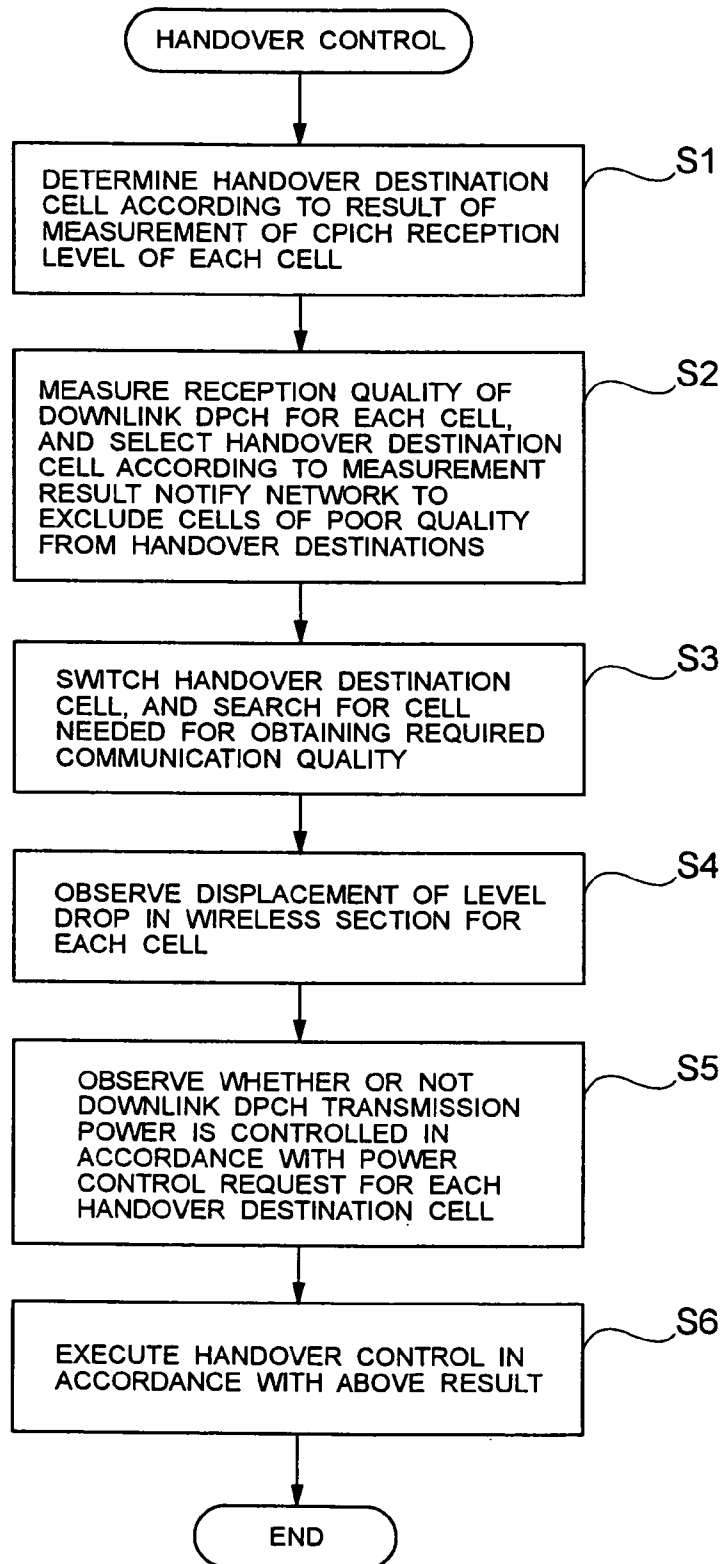 HANDOVER CONTROL
S1
DETERMINE HANDOVER DESTINATION
CELL ACCORDING TO RESULT OF
MEASUREMENT OF CPICH RECEPTION
LEVEL OF EACH CELL
S2
MEASURE RECEPTION QUALITY OF
DOWNLINK DPCH FOR EACH CELL,
AND SELECT HANDOVER DESTINATION
CELL ACCORDING TO MEASUREMENT
RESULT NOTIFY NETWORK TO
EXCLUDE CELLS OF POOR QUALITY
FROM HANDOVER DESTINATIONS
S3
SWITCH HANDOVER DESTINATION
CELL, AND SEARCH FOR CELL
NEEDED FOR OBTAINING REQUIRED
COMMUNICATION QUALITY
S4
OBSERVE DISPLACEMENT OF LEVEL
DROP IN WIRELESS SECTION FOR
EACH CELL
S5
OBSERVE WHETHER OR NOT
DOWNLINK DPCH TRANSMISSION
POWER IS CONTROLLED IN
ACCORDANCE WITH POWER
CONTROL REQUEST FOR EACH
HANDOVER DESTINATION CELL
S6
EXECUTE HANDOVER CONTROL IN
ACCORDANCE WITH ABOVE RESULT
END